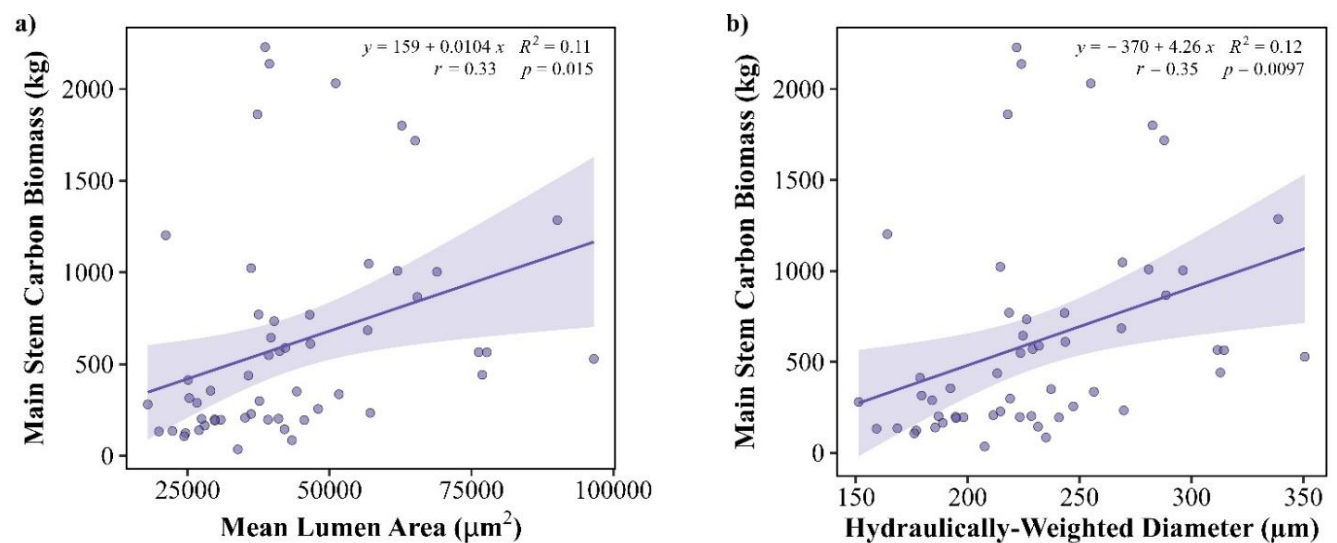 a)
y = 159 + 0.0104 x R² = 0.11
r = 0.33 p = 0.015
Main Stem Carbon Biomass (kg)
2000
1500
1000
500
0
25000 50000 75000 100000
Mean Lumen Area (µm²)
b)
y = − 370 + 4.26 x R² = 0.12
r − 0.35 p − 0.0097
Main Stem Carbon Biomass (kg)
2000
1500
1000
500
0
150 200 250 300 350
Hydraulically-Weighted Diameter (µm)